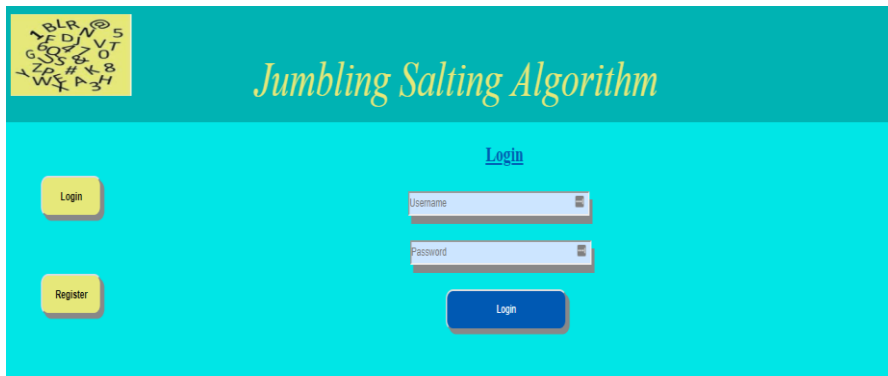 Jumbling Salting Algorithm
Login
Login
Username
Password
Register
Login